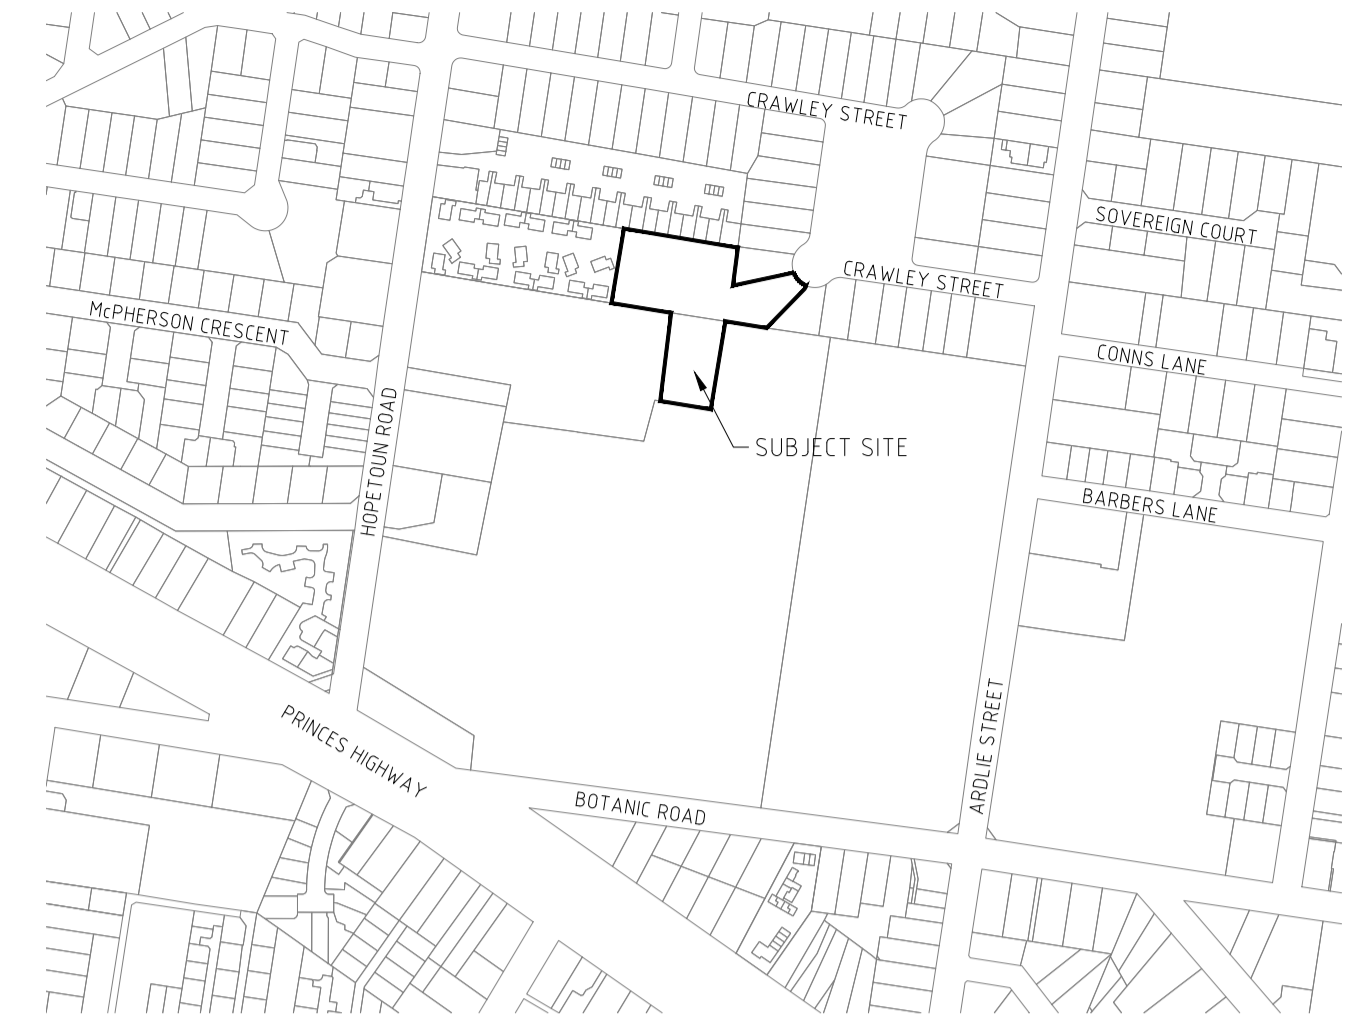 CRAWLEY STREET
SOVEREIGN COURT
CRAWLEY STREET
McPHERSON CRESCENT
CONNS LANE
HOPETOUN ROAD
SUBJECT SITE
BARBERS LANE
PRINCES HIGHWAY
ARDLIE STREET
BOTANIC ROAD